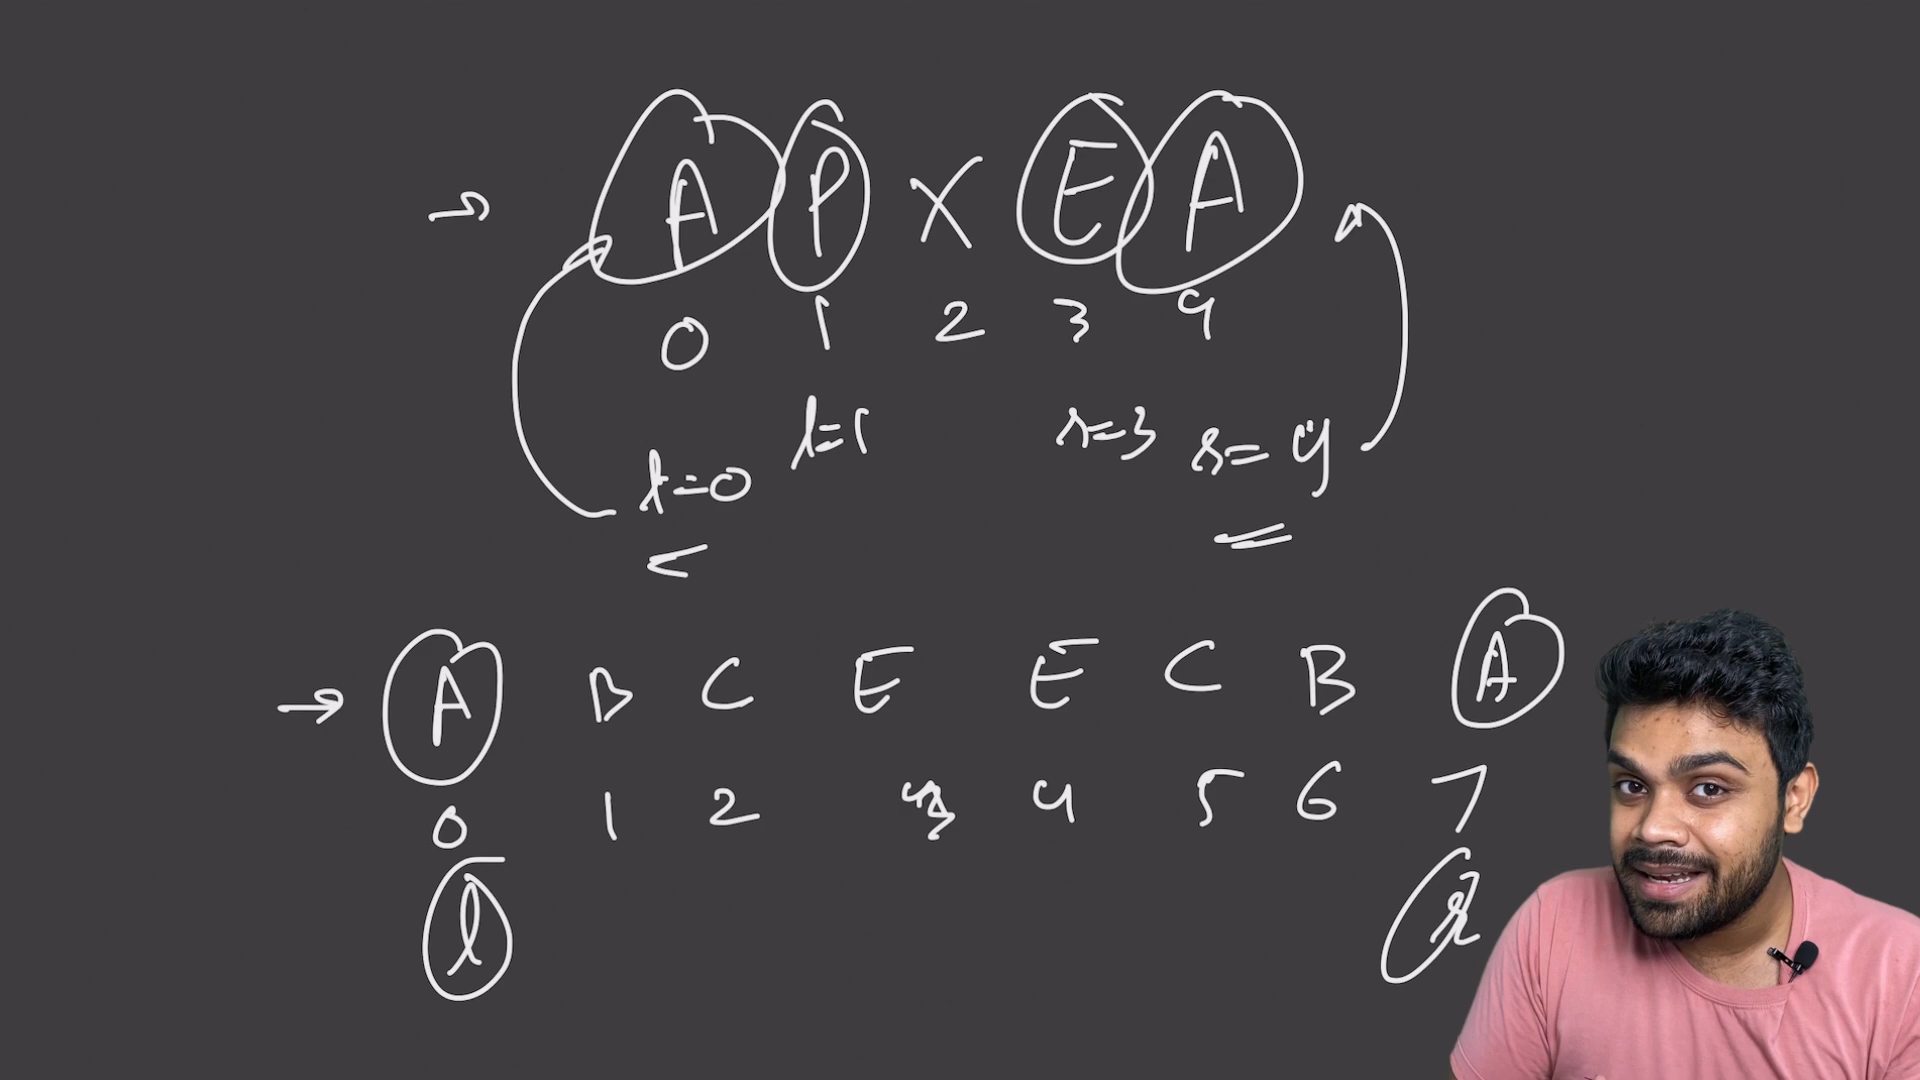 → A P X E A
0 1 2 3 4
l=1 r=3
l=0 r=4
→ A B C E E C B A
0 1 2 3 4 5 6 7
l r